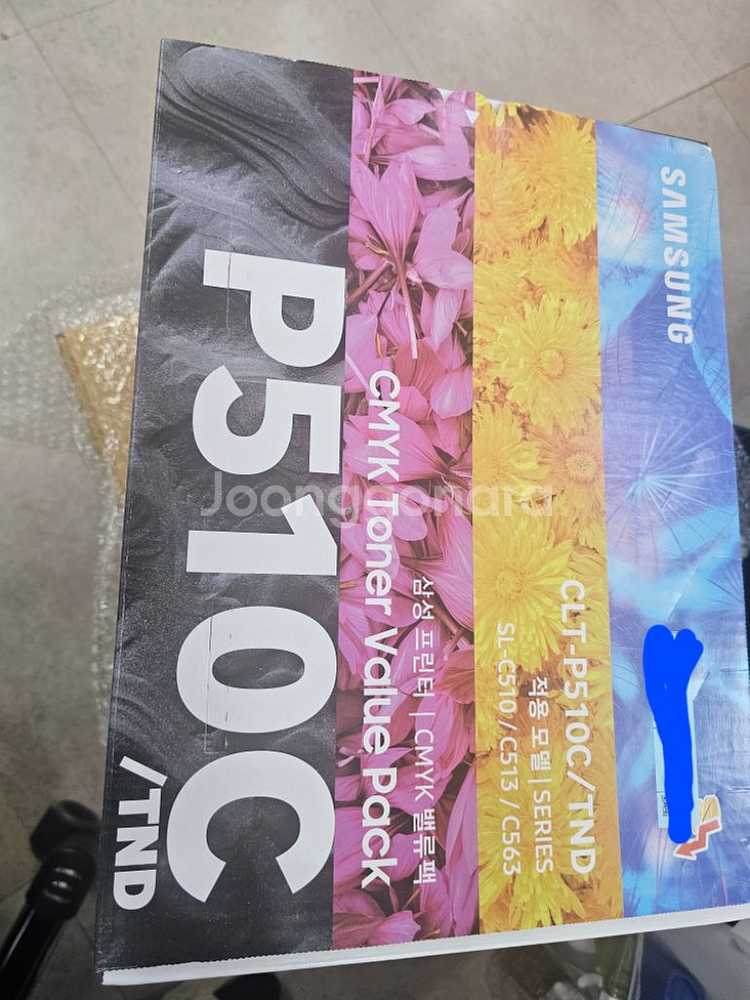 SAMSUNG
CLT-P510C/TND
적용 모델 | SERIES
SL-C510 / C513 / C563
CMYK Toner Value Pack
삼성 프린터 | CMYK 밸류팩
P510C
/TND
Joonggonara